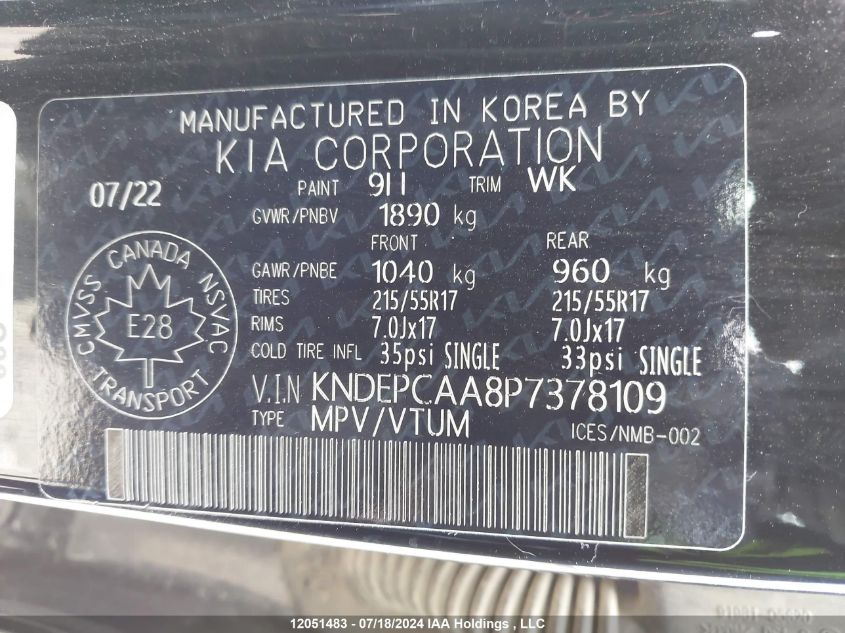 MANUFACTURED IN KOREA BY
KIA CORPORATION
07/22 PAINT 9II TRIM WK
GVWR/PNBV 1890 kg
FRONT REAR
GAWR/PNBE 1040 kg 960 kg
TIRES 215/55R17 215/55R17
RIMS 7.0Jx17 7.0Jx17
COLD TIRE INFL 35psi SINGLE 33psi SINGLE
CMVSS CANADA NSVAC
E28
TRANSPORT
V.I.N KNDEPCAA8P7378109
TYPE MPV/VTUM ICES/NMB-002
12051483 - 07/18/2024 IAA Holdings , LLC